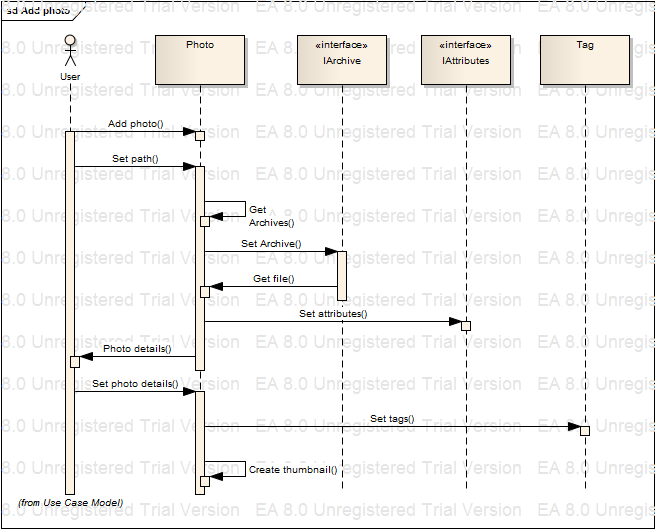 sd Add photo
User
Photo
«interface»
IArchive
«interface»
IAttributes
Tag
Add photo()
Set path()
Get
Archives()
Set Archive()
Get file()
Set attributes()
Photo details()
Set photo details()
Set tags()
Create thumbnail()
(from Use Case Model)
EA 8.0 Unregistered Trial Version